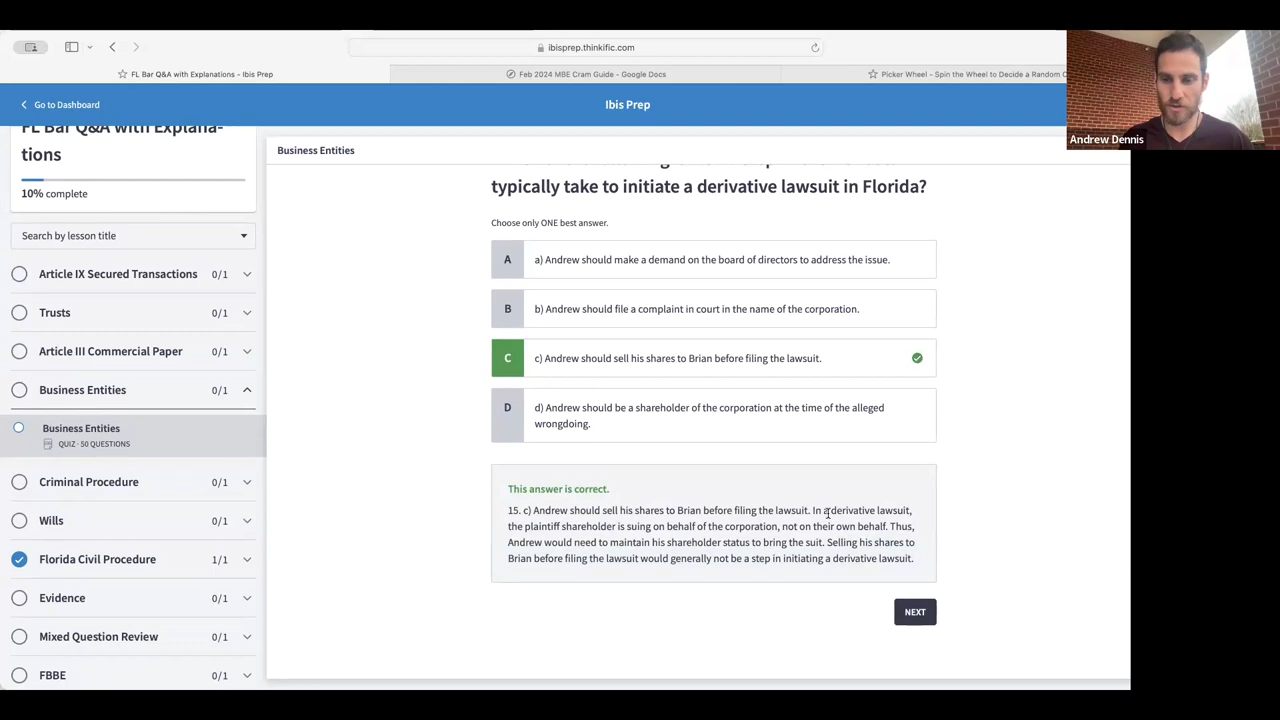 ibisprep.thinkific.com
FL Bar Q&A with Explanations - Ibis Prep
Feb 2024 MBE Cram Guide - Google Docs
Picker Wheel - Spin the Wheel to Decide a Random
Go to Dashboard
Ibis Prep
Andrew Dennis
FL Bar Q&A with Explana-
tions
10% complete
Search by lesson title
Article IX Secured Transactions 0/1
Trusts 0/1
Article III Commercial Paper 0/1
Business Entities 0/1
Business Entities
QUIZ · 50 QUESTIONS
Criminal Procedure 0/1
Wills 0/1
Florida Civil Procedure 1/1
Evidence 0/1
Mixed Question Review 0/1
FBBE 0/1
Business Entities
typically take to initiate a derivative lawsuit in Florida?
Choose only ONE best answer.
A a) Andrew should make a demand on the board of directors to address the issue.
B b) Andrew should file a complaint in court in the name of the corporation.
C c) Andrew should sell his shares to Brian before filing the lawsuit.
D d) Andrew should be a shareholder of the corporation at the time of the alleged
wrongdoing.
This answer is correct.
15. c) Andrew should sell his shares to Brian before filing the lawsuit. In a derivative lawsuit,
the plaintiff shareholder is suing on behalf of the corporation, not on their own behalf. Thus,
Andrew would need to maintain his shareholder status to bring the suit. Selling his shares to
Brian before filing the lawsuit would generally not be a step in initiating a derivative lawsuit.
NEXT